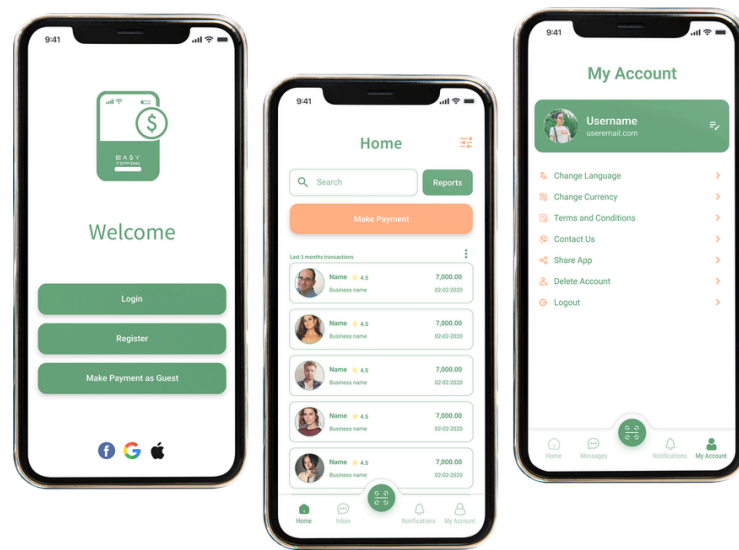 9:41
$
EASY
TIPPING
Welcome
Login
Register
Make Payment as Guest
f G
9:41
Home
Search
Reports
Make Payment
Last 3 months transactions
Name 4.5 7,000.00
Business name 02-02-2020
Name 4.5 7,000.00
Business name 02-02-2020
Name 4.5 7,000.00
Business name 02-02-2020
Name 4.5 7,000.00
Business name 02-02-2020
Name 4.5 7,000.00
Business name 02-02-2020
Home Inbox Notifications My Account
9:41
My Account
Username
useremail.com
Change Language
Change Currency
Terms and Conditions
Contact Us
Share App
Delete Account
Logout
Home Messages Notifications My Account